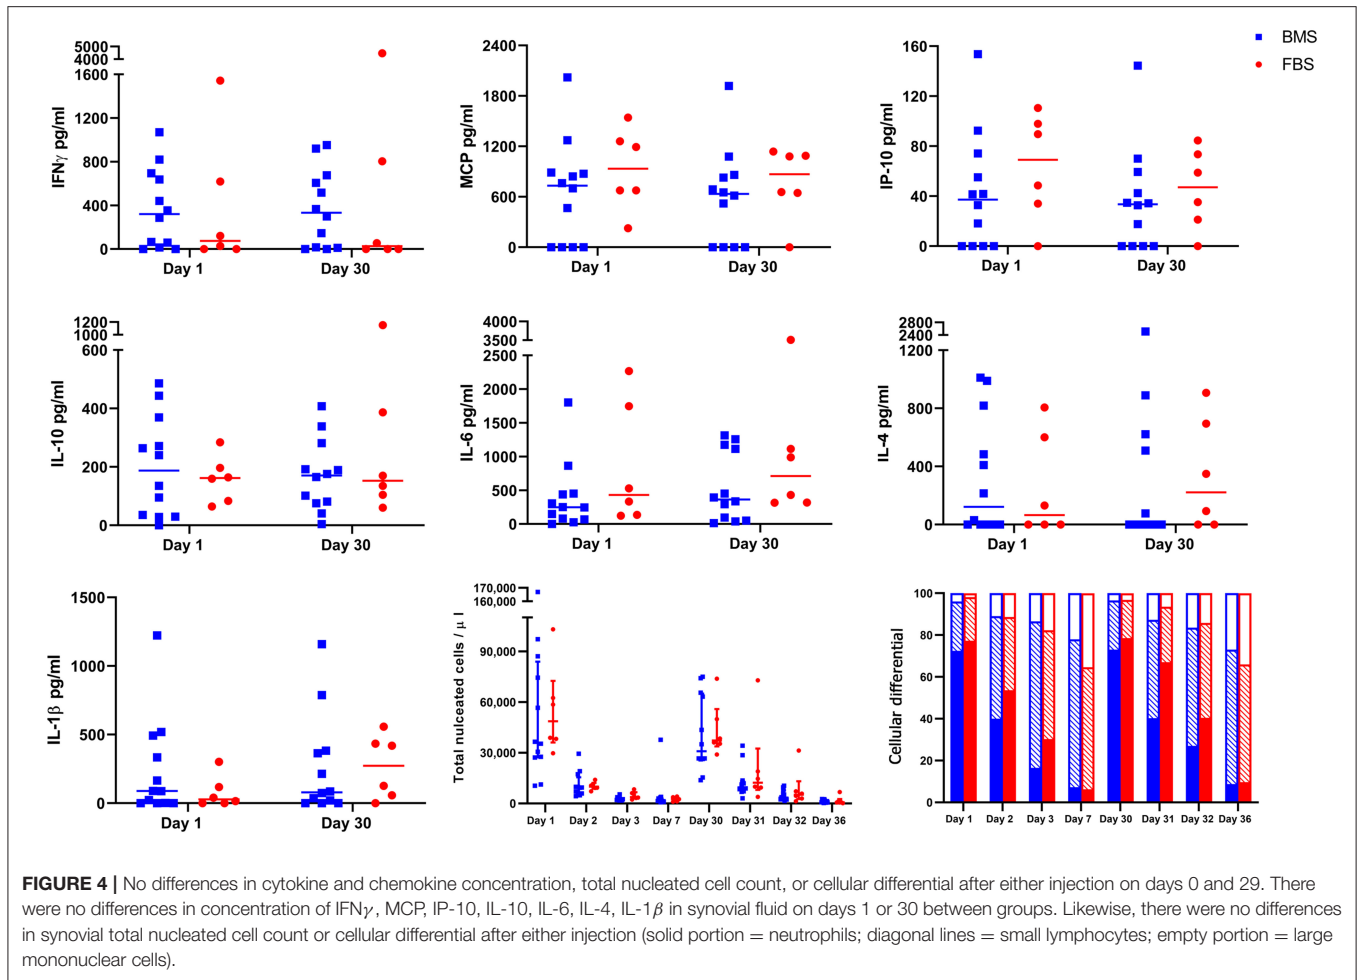 BMS
FBS
IFNγ pg/ml
5000
4000
1600
1200
800
400
0
Day 1
Day 30
MCP pg/ml
2400
1800
1200
600
0
Day 1
Day 30
IP-10 pg/ml
160
120
80
40
0
Day 1
Day 30
IL-10 pg/ml
1200
1000
600
400
200
0
Day 1
Day 30
IL-6 pg/ml
4000
3500
2500
2000
1500
1000
500
0
Day 1
Day 30
IL-4 pg/ml
2800
2000
1200
800
400
0
Day 1
Day 30
IL-1β pg/ml
1500
1000
500
0
Day 1
Day 30
Total nulceated cells / μ l
170,000
160,000
90,000
60,000
30,000
0
Day 1 Day 2 Day 3 Day 7 Day 30 Day 31 Day 32 Day 36
Cellular differential
100
80
60
40
20
0
Day 1 Day 2 Day 3 Day 7 Day 30 Day 31 Day 32 Day 36
FIGURE 4 | No differences in cytokine and chemokine concentration, total nucleated cell count, or cellular differential after either injection on days 0 and 29. There
were no differences in concentration of IFNγ, MCP, IP-10, IL-10, IL-6, IL-4, IL-1β in synovial fluid on days 1 or 30 between groups. Likewise, there were no differences
in synovial total nucleated cell count or cellular differential after either injection (solid portion = neutrophils; diagonal lines = small lymphocytes; empty portion = large
mononuclear cells).